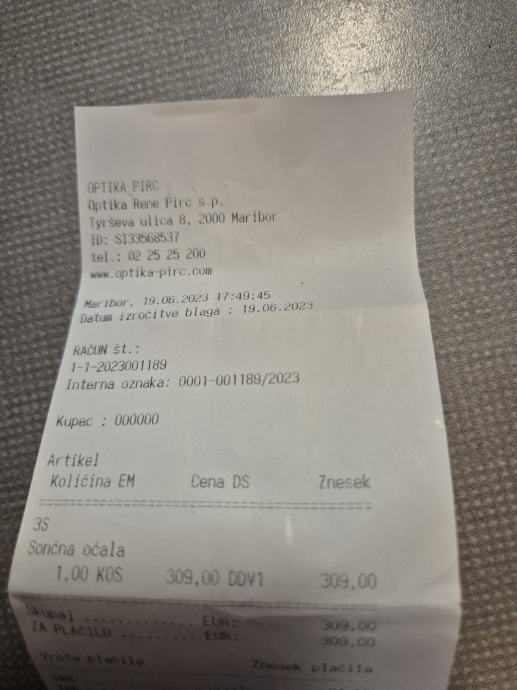 OPTIKA PIRC
Optika Rene Pirc s.p.
Tyrševa ulica 8, 2000 Maribor
ID: SI33568537
tel.: 02 25 25 200
www.optika-pirc.com
Maribor, 19.06.2023 17:49:45
Datum izročitve blaga : 19.06.2023
RAČUN št.:
1-1-2023001189
Interna oznaka: 0001-001189/2023
Kupec : 000000
Artikel
Količina EM Cena DS Znesek
3S
Sončna očala
1,00 KOS 309,00 DDV1 309,00
Skupaj ............. EUR: 309,00
ZA PLAČILO ........ EUR: 309,00
Vrsta plačila Znesek plačila